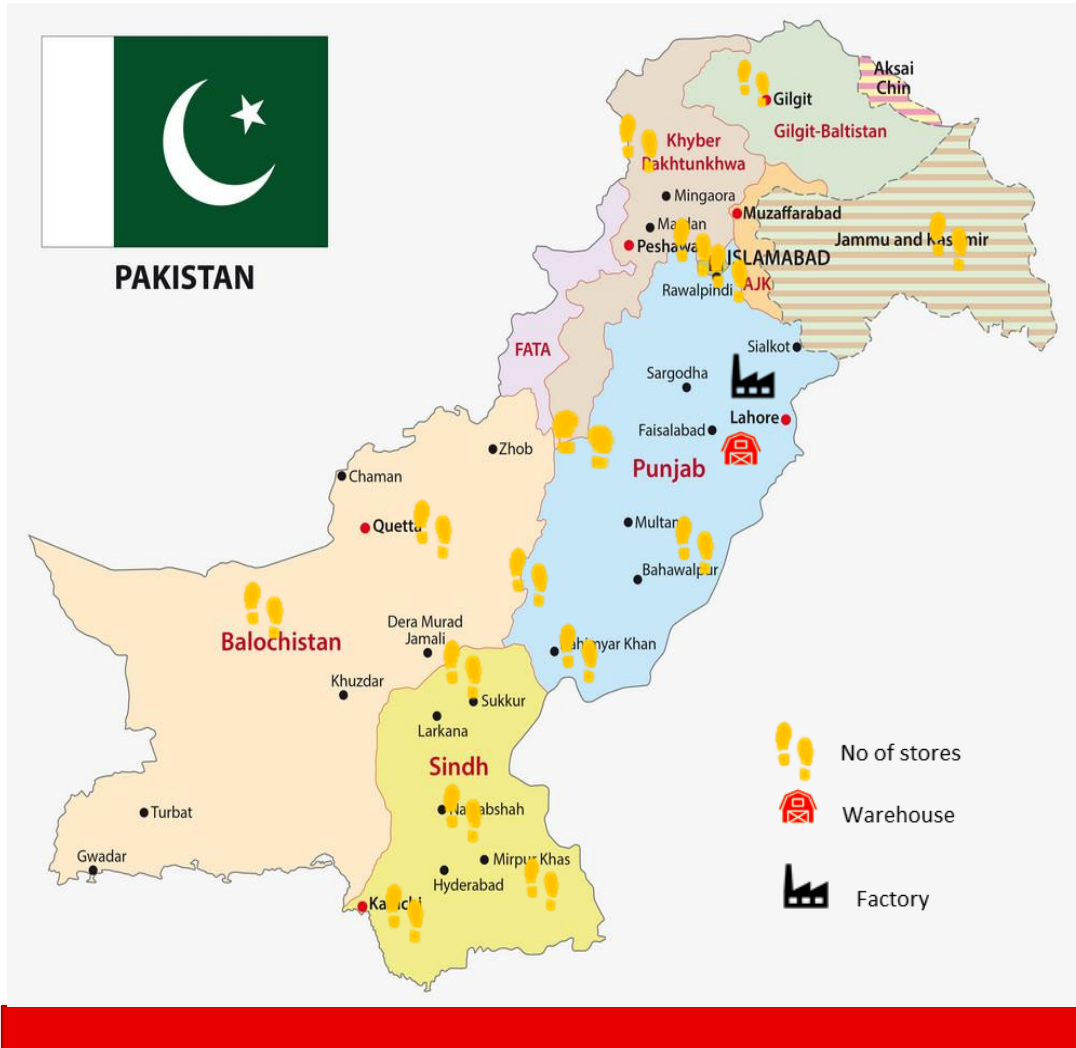 PAKISTAN
Aksai
Chin
Gilgit
Gilgit-Baltistan
Khyber
Pakhtunkhwa
Mingaora
Muzaffarabad
Mardan
Peshawar
Jammu and Kashmir
ISLAMABAD
AJK
Rawalpindi
FATA
Sialkot
Sargodha
Lahore
Faisalabad
Punjab
Zhob
Chaman
Quetta
Multan
Bahawalpur
Dera Murad
Jamali
Balochistan
Rahimyar Khan
Khuzdar
Sukkur
Larkana
Sindh
Turbat
Nawabshah
Gwadar
Mirpur Khas
Hyderabad
Karachi
No of stores
Warehouse
Factory